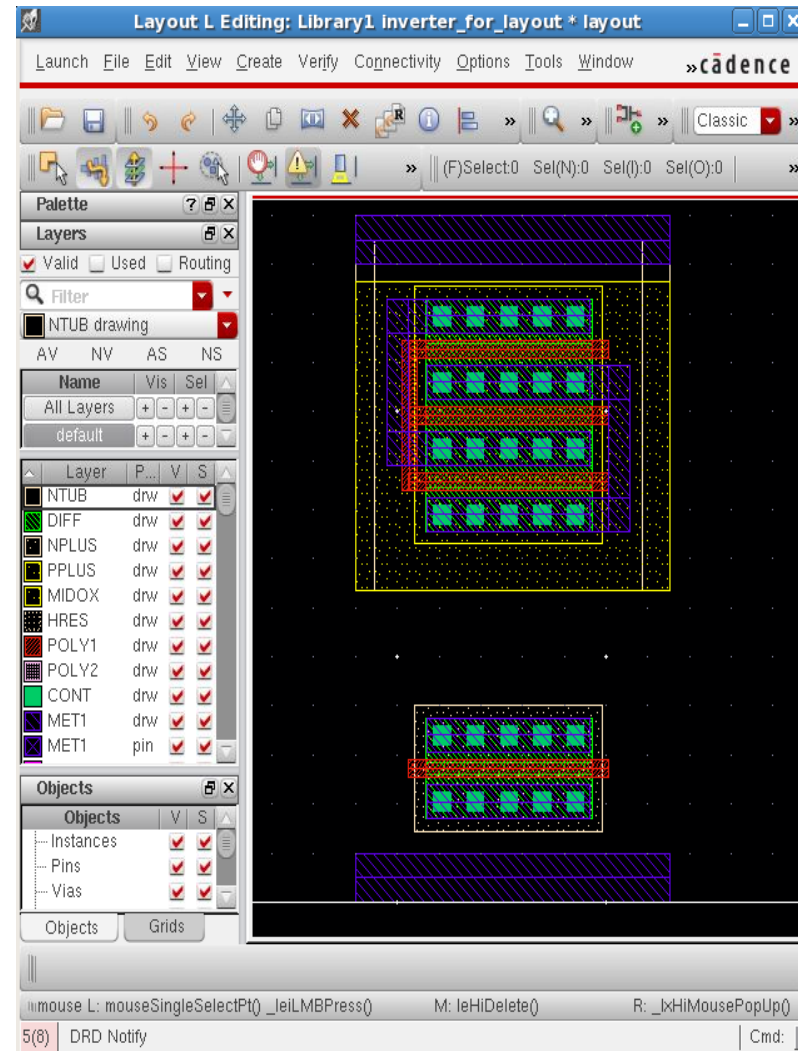 Layout L Editing: Library1 inverter_for_layout * layout
Launch File Edit View Create Verify Connectivity Options Tools Window » cādence
R » » » Classic »
» (F)Select:0 Sel(N):0 Sel(I):0 Sel(O):0 »
Palette
Layers
Valid Used Routing
Filter
NTUB drawing
AV NV AS NS
Name Vis Sel
All Layers + - + -
default + - + -
Layer P... V S
NTUB drw
DIFF drw
NPLUS drw
PPLUS drw
MIDOX drw
HRES drw
POLY1 drw
POLY2 drw
CONT drw
MET1 drw
MET1 pin
Objects
Objects V S
Instances
Pins
Vias
Objects Grids
mouse L: mouseSingleSelectPt() _leiLMBPress() M: leHiDelete() R: _lxHiMousePopUp()
5(8) DRD Notify Cmd: